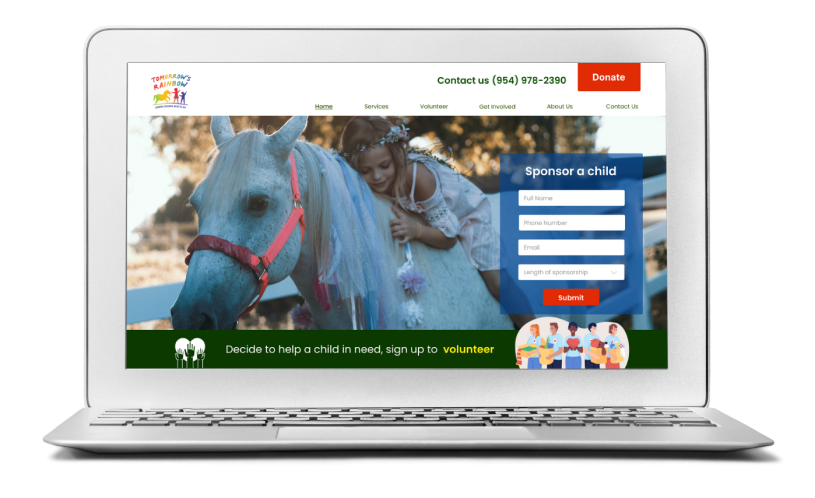 TOMORROW'S
RAINBOW
Contact us (954) 978-2390
Donate
Home
Services
Volunteer
Get Involved
About Us
Contact Us
Sponsor a child
Full Name
Phone Number
Email
Length of sponsorship
Submit
Decide to help a child in need, sign up to volunteer